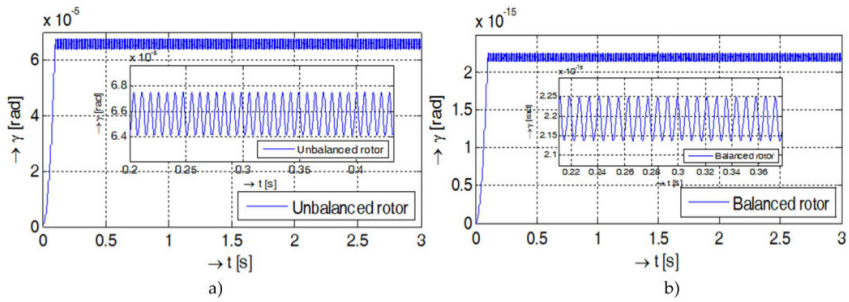 x 10-5
6
4
2
0
→ γ [rad]
x 10-5
6.8
6.6
6.4
→ γ [rad]
0.2
0.25
0.3
0.35
0.4
→ t [s]
Unbalanced rotor
Unbalanced rotor
0
0.5
1
1.5
2
2.5
3
→ t [s]
a)
x 10-15
2
1.5
1
0.5
0
→ γ [rad]
2.25
2.2
2.15
2.1
→ γ [rad]
0.22
0.24
0.26
0.28
0.3
0.32
0.34
0.36
→ t [s]
Balanced rotor
Balanced rotor
0
0.5
1
1.5
2
2.5
3
→ t [s]
b)